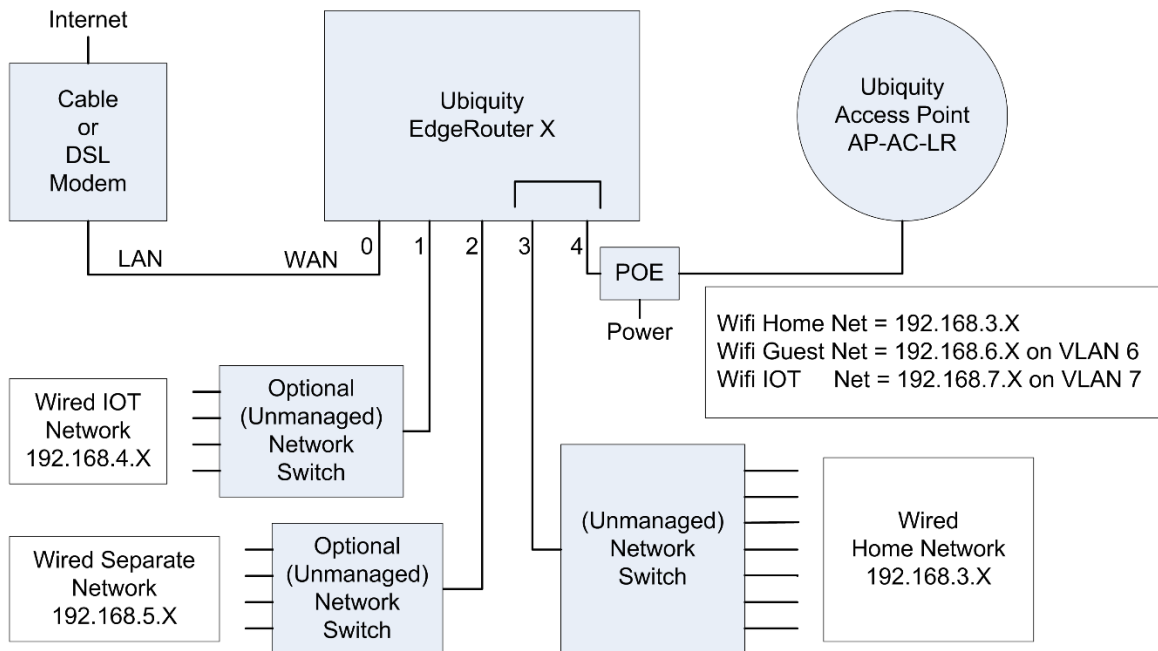 Internet
Cable
or
DSL
Modem
Ubiquity
EdgeRouter X
Ubiquity
Access Point
AP-AC-LR
LAN
WAN
0
1
2
3
4
POE
Power
Wifi Home Net = 192.168.3.X
Wifi Guest Net = 192.168.6.X on VLAN 6
Wifi IOT Net = 192.168.7.X on VLAN 7
Wired IOT
Network
192.168.4.X
Optional
(Unmanaged)
Network
Switch
Wired Separate
Network
192.168.5.X
Optional
(Unmanaged)
Network
Switch
(Unmanaged)
Network
Switch
Wired
Home Network
192.168.3.X